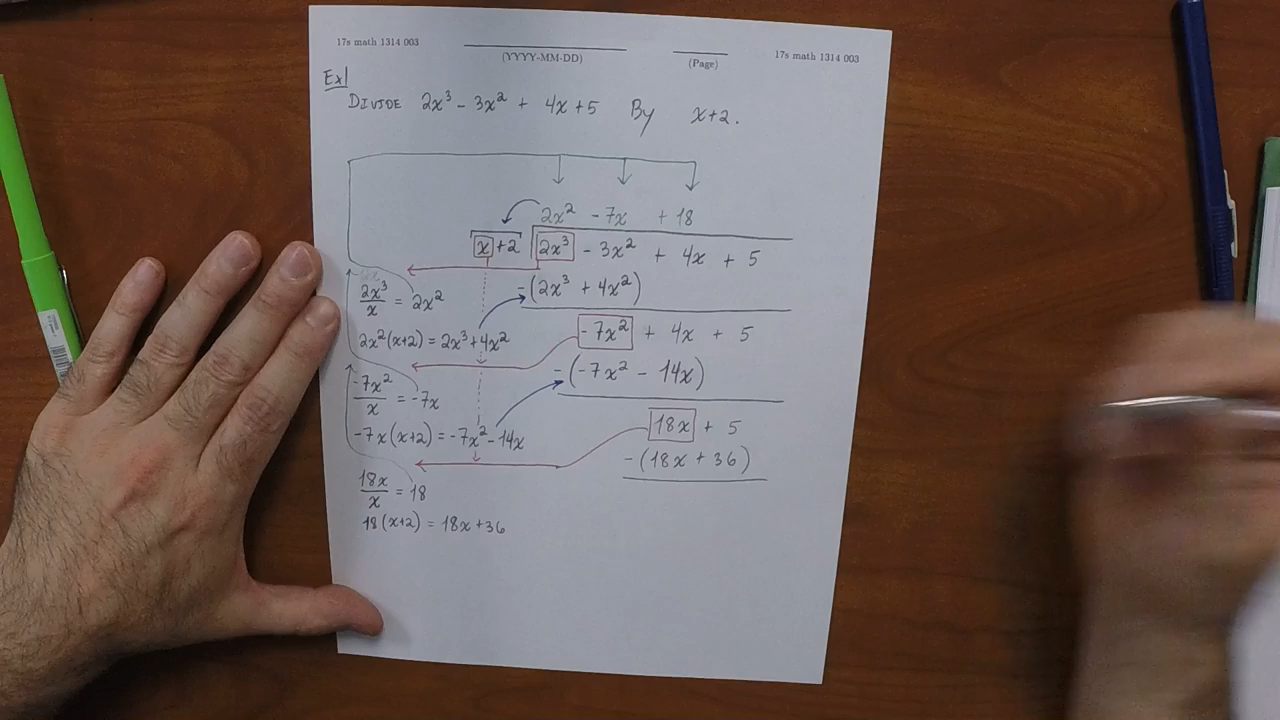 17s math 1314 003 (YYYY-MM-DD) (Page) 17s math 1314 003
Ex1
DIVIDE 2x³ - 3x² + 4x + 5 By x+2.
2x² - 7x + 18
x+2 2x³ - 3x² + 4x + 5
-(2x³ + 4x²)
2x³/x = 2x²
2x²(x+2) = 2x³+4x²
-7x² + 4x + 5
-(-7x² - 14x)
-7x²/x = -7x
-7x(x+2) = -7x²-14x
18x + 5
-(18x + 36)
18x/x = 18
18(x+2) = 18x+36